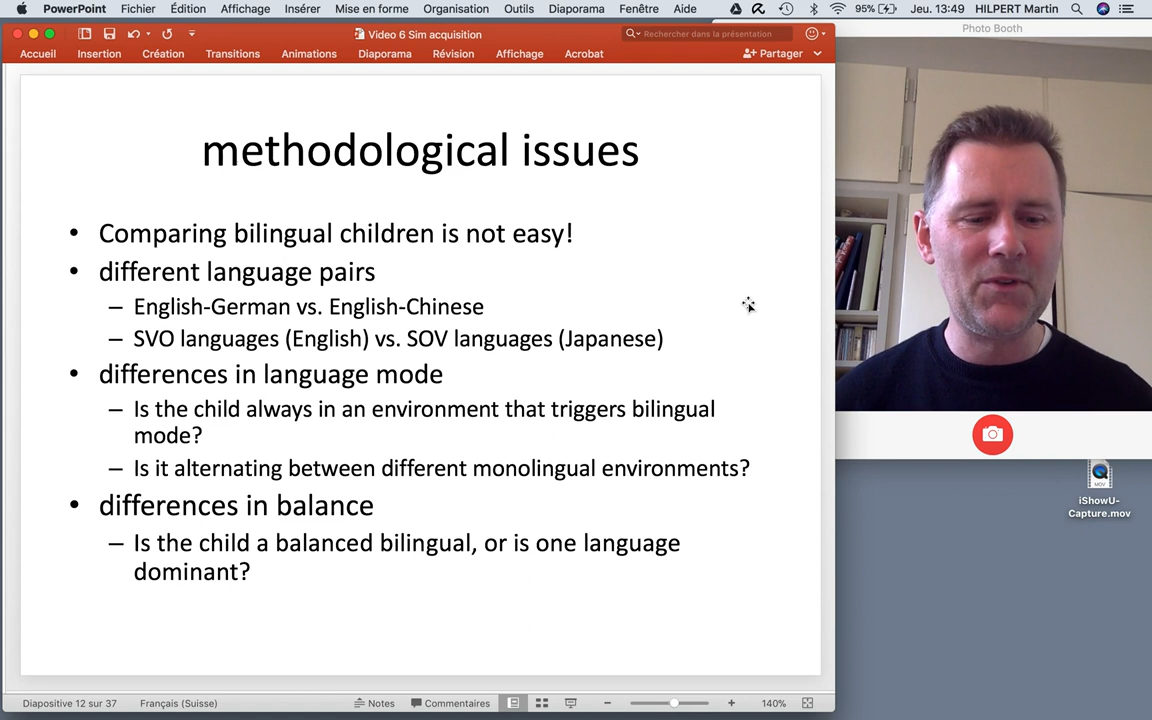 PowerPoint Fichier Édition Affichage Insérer Mise en forme Organisation Outils Diaporama Fenêtre Aide 95% Jeu. 13:49 HILPERT Martin
Photo Booth
Video 6 Sim acquisition
Rechercher dans la présentation
Accueil Insertion Création Transitions Animations Diaporama Révision Affichage Acrobat Partager
methodological issues
• Comparing bilingual children is not easy!
• different language pairs
– English-German vs. English-Chinese
– SVO languages (English) vs. SOV languages (Japanese)
• differences in language mode
– Is the child always in an environment that triggers bilingual
mode?
– Is it alternating between different monolingual environments?
• differences in balance
– Is the child a balanced bilingual, or is one language
dominant?
MOV
iShowU-
Capture.mov
Diapositive 12 sur 37 Français (Suisse) Notes Commentaires 140%